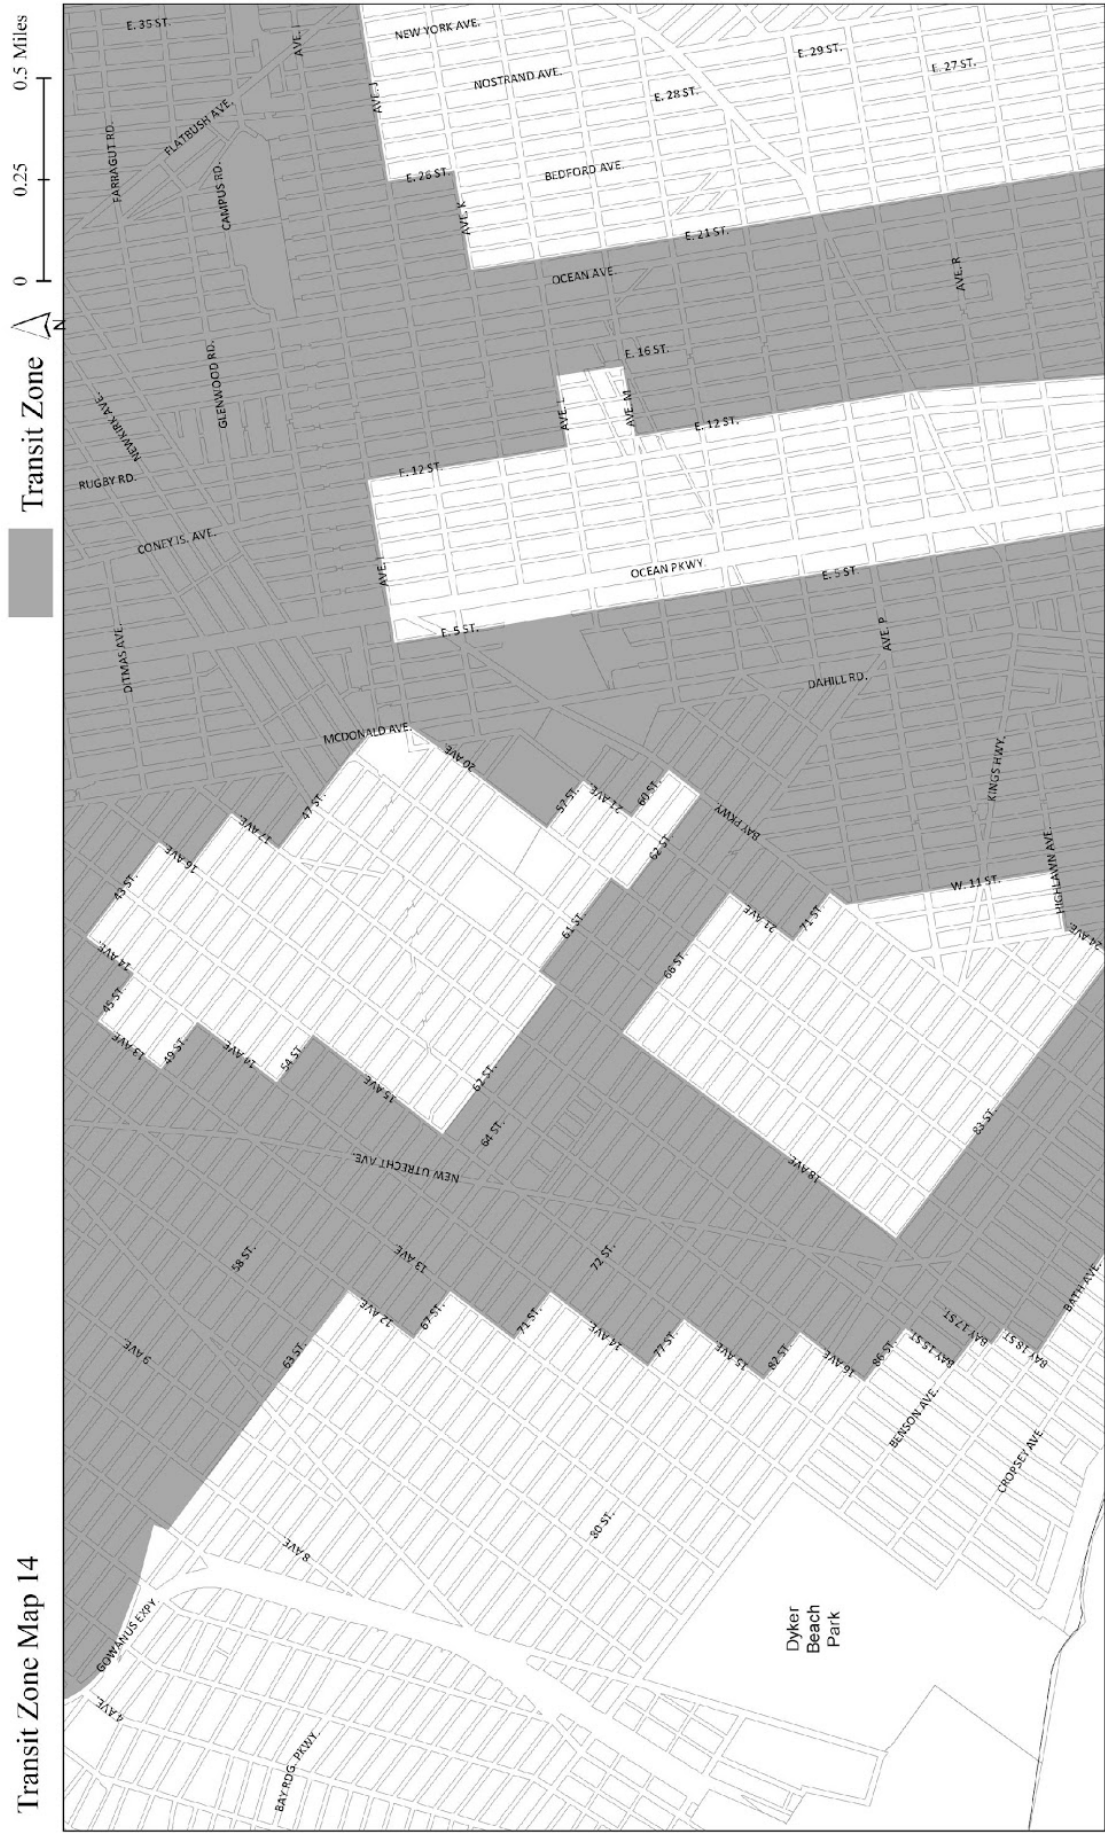 Transit Zone Map 14
Transit Zone
N
0
0.25
0.5 Miles
4 AVE.
GOWANUS EXPY
9 AVE
58 ST.
63 ST.
8 AVE
BAY RDG. PKWY.
12 AVE
67 ST.
13 AVE
71 ST.
72 ST.
14 AVE
77 ST.
15 AVE
82 ST.
16 AVE
86 ST.
BAY 15 ST.
BAY 17 ST.
BAY 18 ST.
BATH AVE.
BENSON AVE.
CROPSEY AVE
80 ST.
Dyker
Beach
Park
NEW UTRECHT AVE.
13 AVE
45 ST.
49 ST.
14 AVE
43 ST.
14 AVE
54 ST.
15 AVE
62 ST.
64 ST.
16 AVE
17 AVE
47 ST.
MCDONALD AVE.
20 AVE
57 ST.
21 AVE
60 ST.
62 ST.
61 ST.
BAY PKWY.
66 ST.
21 AVE
71 ST.
18 AVE
83 ST.
24 AVE
W. 11 ST.
HIGHLAWN AVE.
KINGS HWY.
DAHILL RD.
AVE. P
E. 5 ST.
E. 5 ST.
OCEAN PKWY.
DITMAS AVE.
CONEY IS. AVE.
RUGBY RD.
NEWKIRK AVE.
GLENWOOD RD.
AVE. I
E. 12 ST.
AVE. L
AVE. M
E. 12 ST.
E. 16 ST.
OCEAN AVE.
E. 21 ST.
AVE. R
AVE. K
E. 26 ST.
AVE. J
BEDFORD AVE.
NOSTRAND AVE.
NEW YORK AVE.
E. 28 ST.
E. 29 ST.
E. 27 ST.
CAMPUS RD.
FARRAGUT RD.
FLATBUSH AVE.
E. 35 ST.
AVE. I